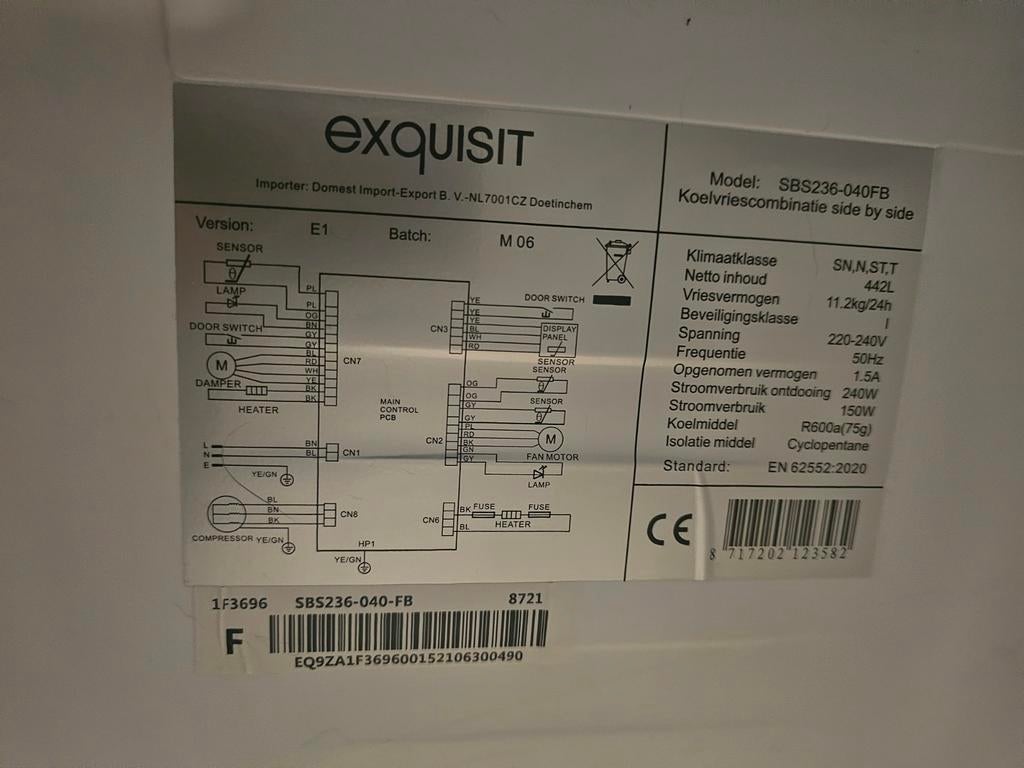 exquisit
Importer: Domest Import-Export B. V.-NL7001CZ Doetinchem
Model: SBS236-040FB
Koelvriescombinatie side by side
Version: E1 Batch: M 06
SENSOR
θ
LAMP
DOOR SWITCH
M
DAMPER
HEATER
PL
PL
OG
BN
GY
GY
BL
RD
WH
YE
BK
BK
CN7
L
N
E
BN
BL
CN1
YE/GN
BL
BN
BK
CN8
COMPRESSOR YE/GN
HP1
YE/GN
MAIN
CONTROL
PCB
CN3
YE
YE
YE
BL
WH
RD
DOOR SWITCH
DISPLAY
PANEL
SENSOR
SENSOR
θ
CN2
OG
OG
GY
GY
PL
RD
BK
GN
GY
SENSOR
θ
M
FAN MOTOR
LAMP
CN6
BK FUSE FUSE
HEATER
BL
Klimaatklasse SN,N,ST,T
Netto inhoud 442L
Vriesvermogen 11.2kg/24h
Beveiligingsklasse I
Spanning 220-240V
Frequentie 50Hz
Opgenomen vermogen 1.5A
Stroomverbruik ontdooing 240W
Stroomverbruik 150W
Koelmiddel R600a(75g)
Isolatie middel Cyclopentane
Standard: EN 62552:2020
CE
8 717202 123582
1F3696 SBS236-040-FB 8721
F
EQ9ZA1F369600152106300490